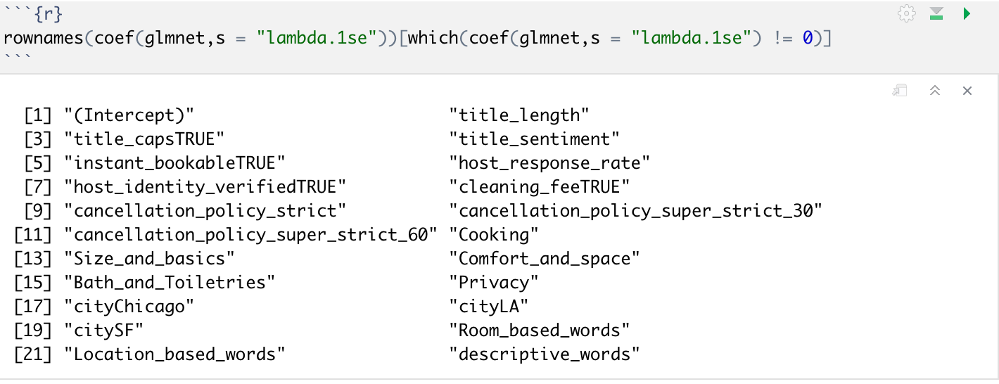 ```{r}
rownames(coef(glmnet,s = "lambda.1se"))[which(coef(glmnet,s = "lambda.1se") != 0)]
```
[1] "(Intercept)" "title_length"
[3] "title_capsTRUE" "title_sentiment"
[5] "instant_bookableTRUE" "host_response_rate"
[7] "host_identity_verifiedTRUE" "cleaning_feeTRUE"
[9] "cancellation_policy_strict" "cancellation_policy_super_strict_30"
[11] "cancellation_policy_super_strict_60" "Cooking"
[13] "Size_and_basics" "Comfort_and_space"
[15] "Bath_and_Toiletries" "Privacy"
[17] "cityChicago" "cityLA"
[19] "citySF" "Room_based_words"
[21] "Location_based_words" "descriptive_words"